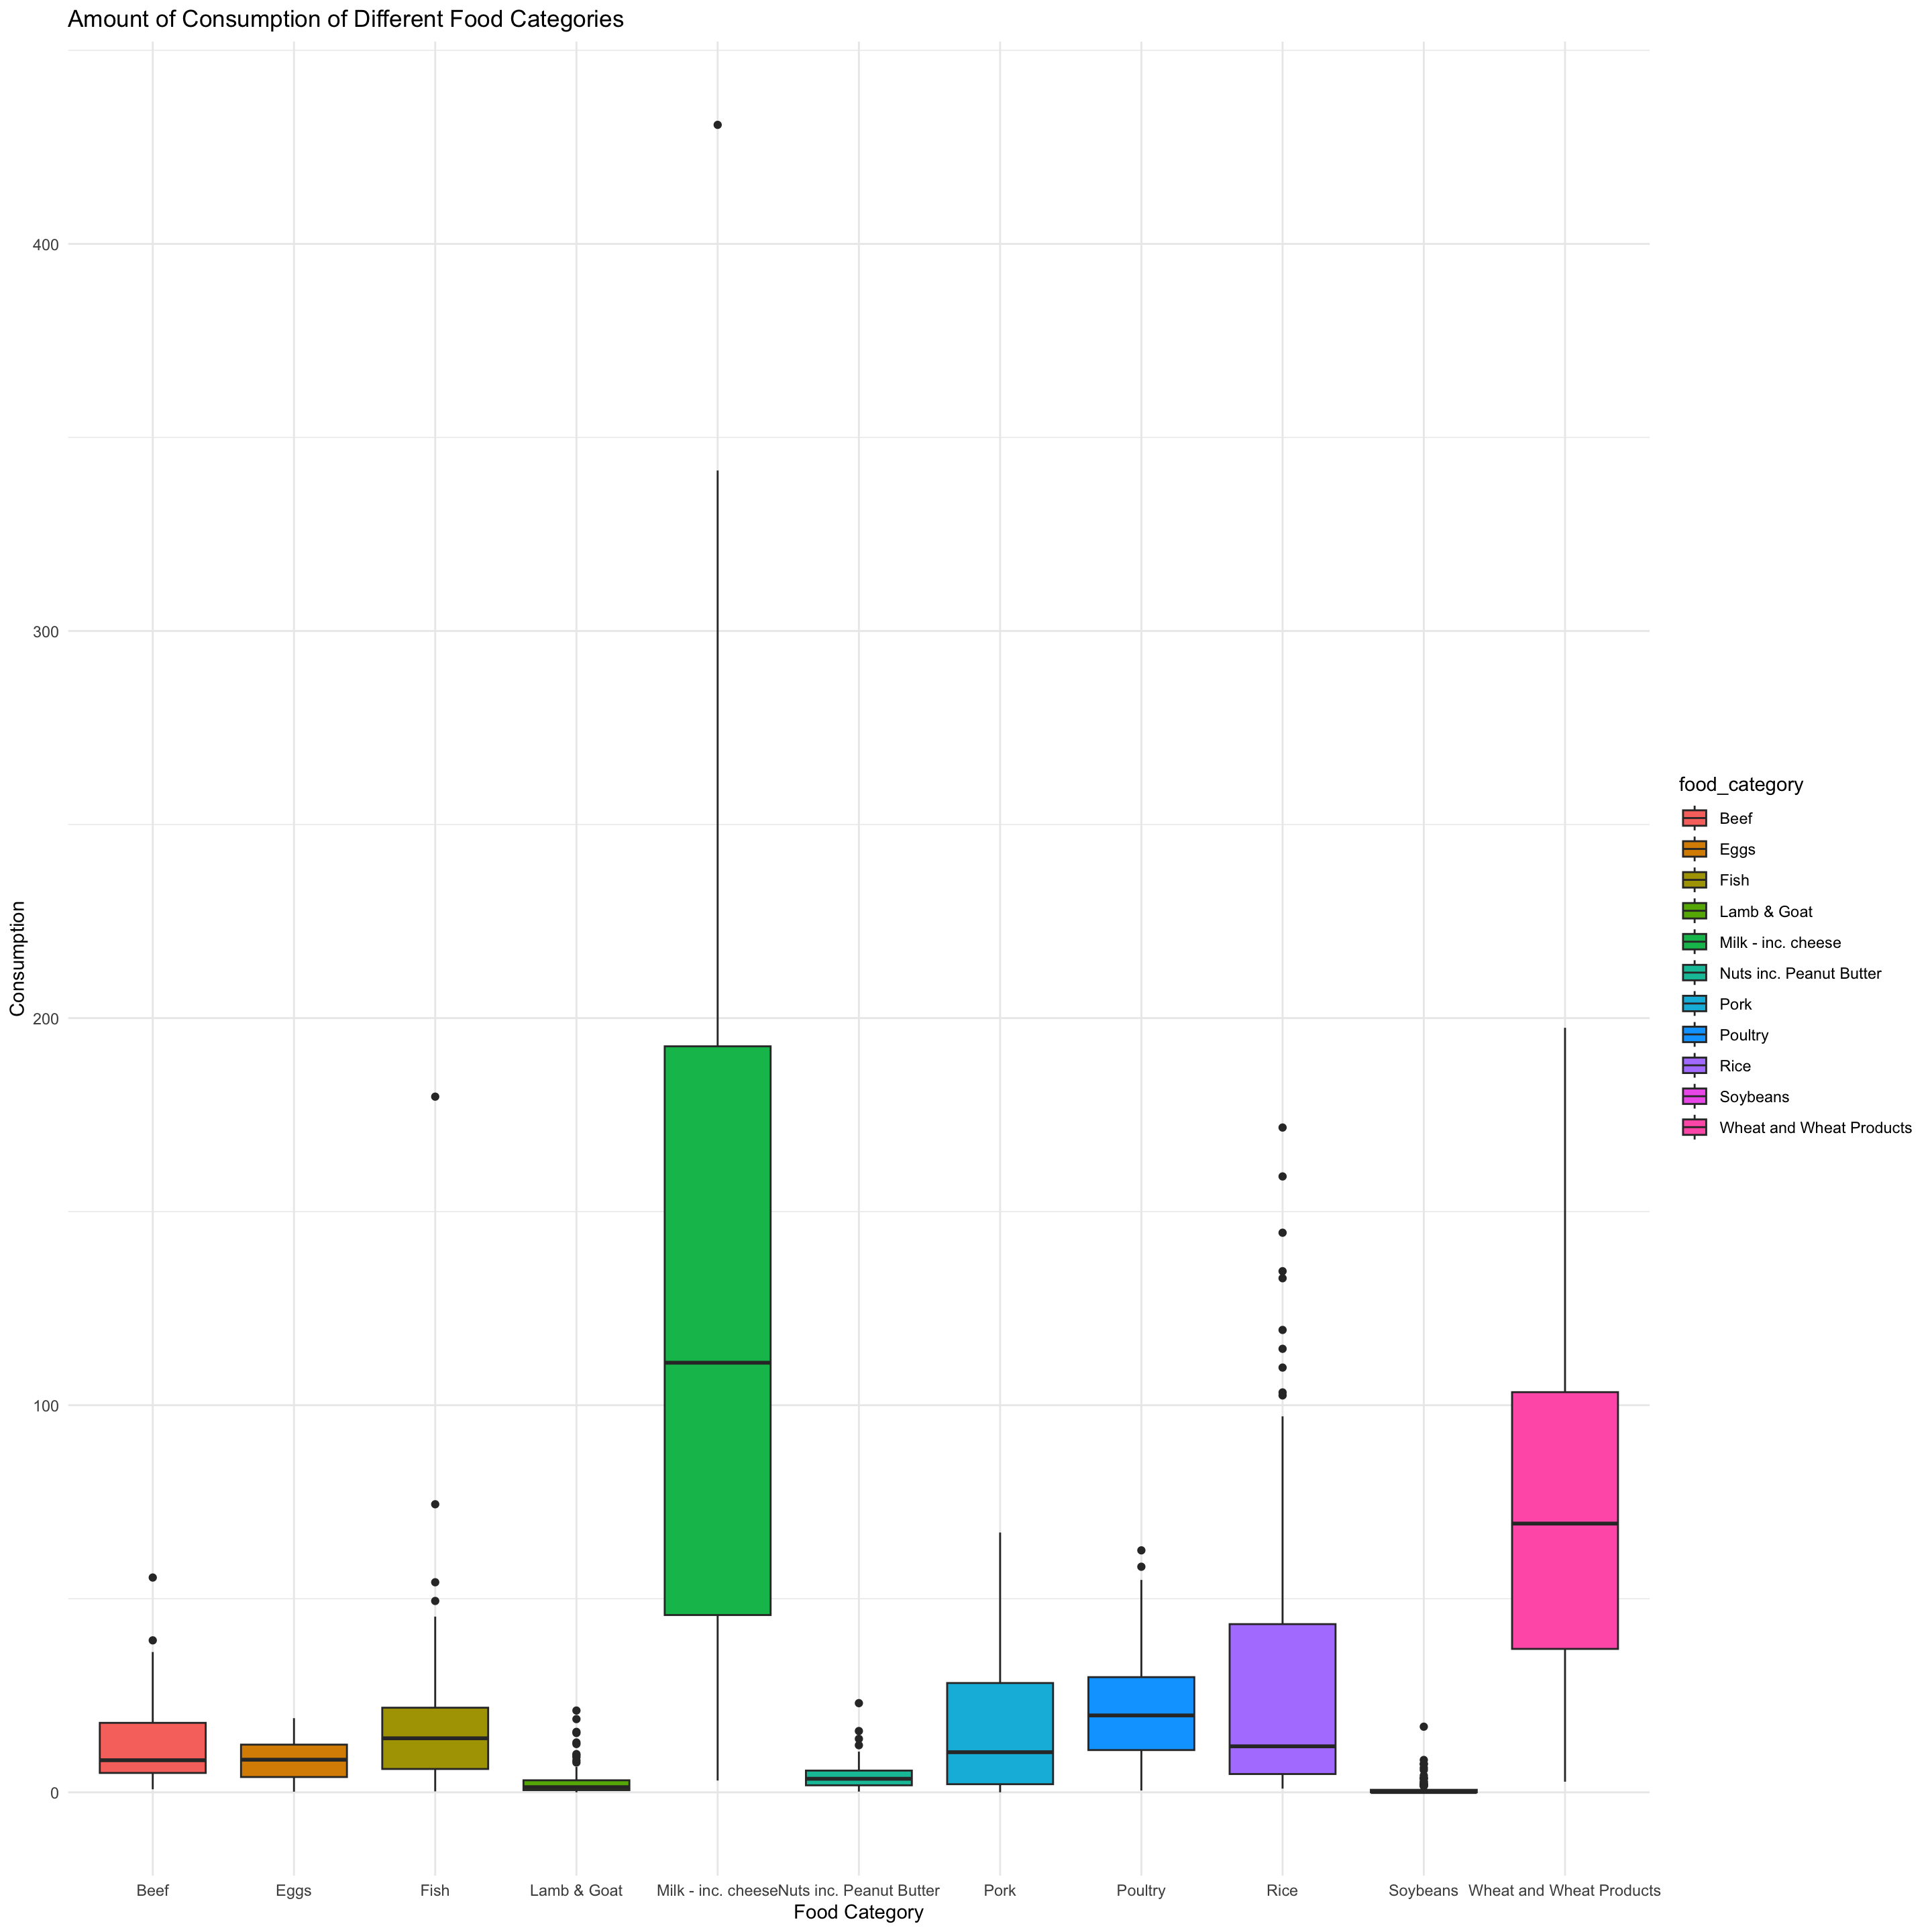 Amount of Consumption of Different Food Categories
400
300
200
100
0
Consumption
Beef
Eggs
Fish
Lamb & Goat
Milk - inc. cheese
Nuts inc. Peanut Butter
Pork
Poultry
Rice
Soybeans
Wheat and Wheat Products
Food Category
food_category
Beef
Eggs
Fish
Lamb & Goat
Milk - inc. cheese
Nuts inc. Peanut Butter
Pork
Poultry
Rice
Soybeans
Wheat and Wheat Products